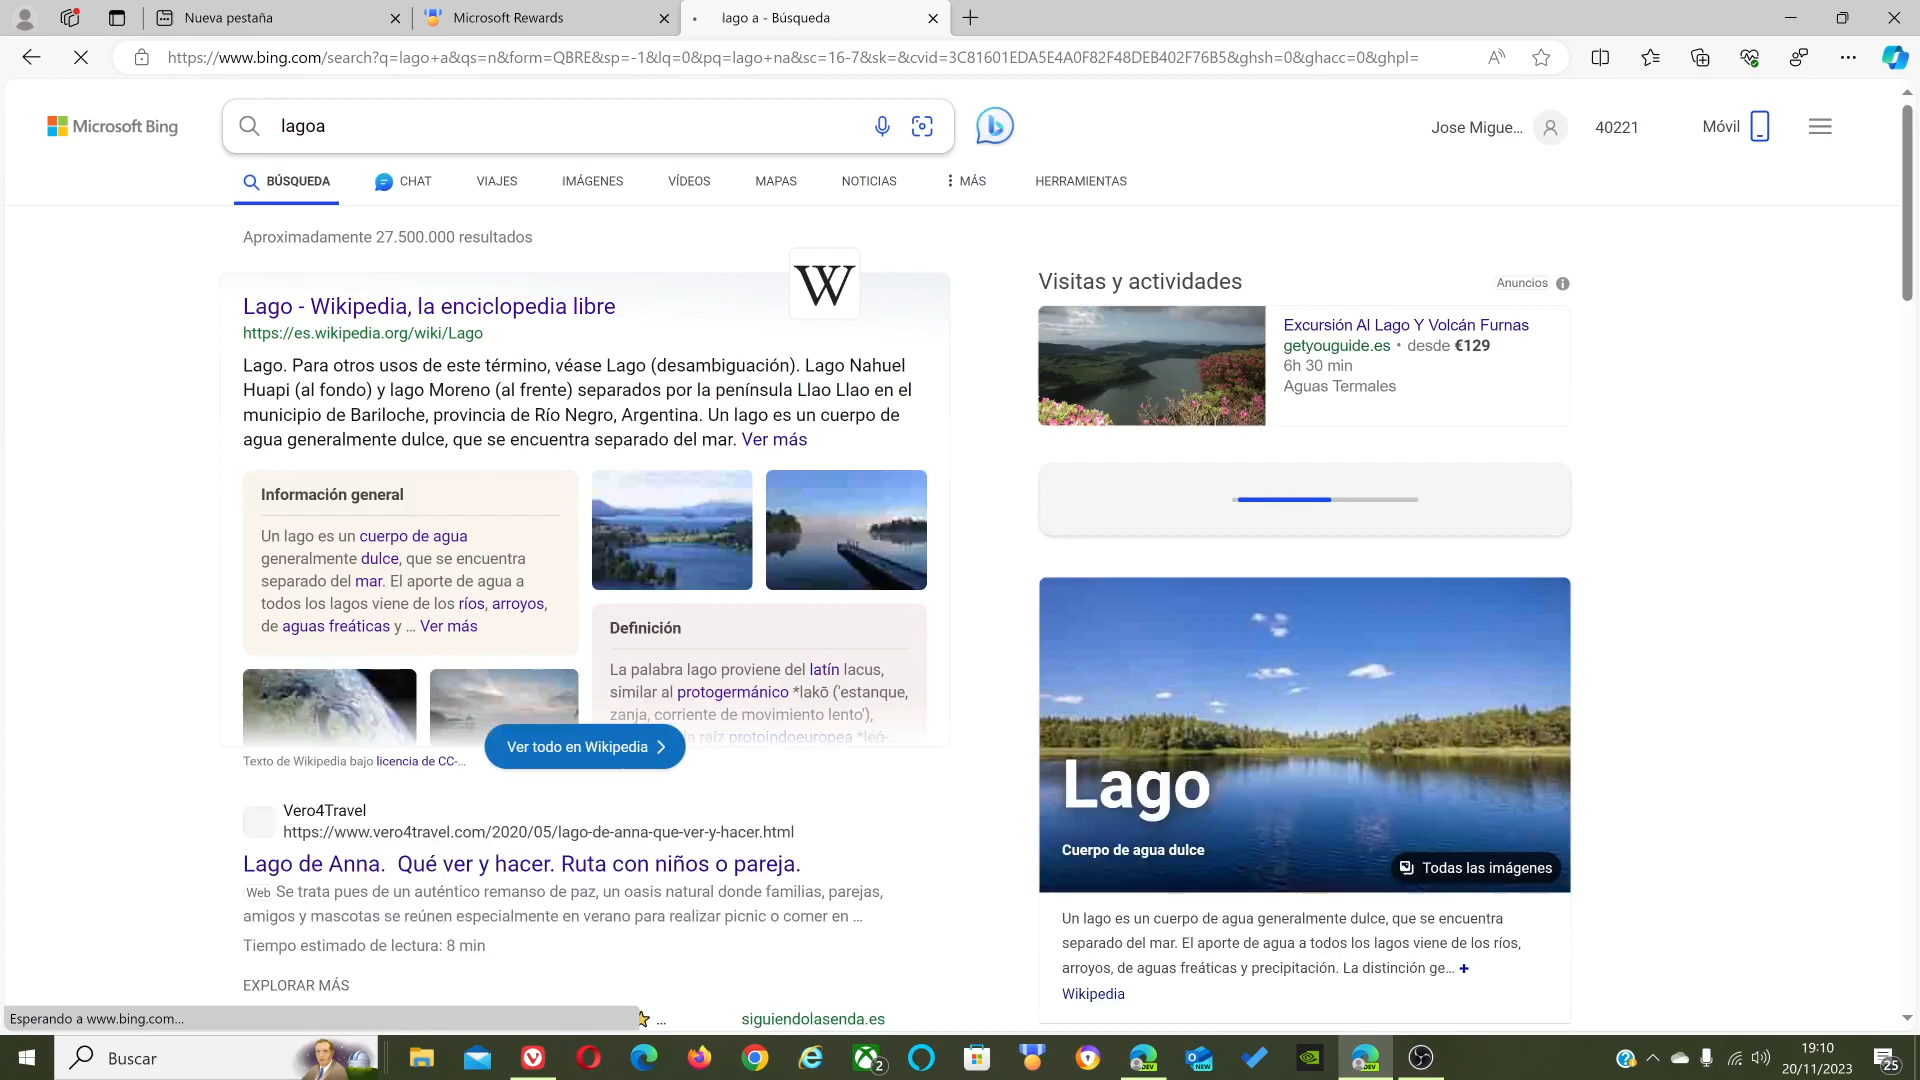 Nueva pestaña
Microsoft Rewards
lago a - Búsqueda
https://www.bing.com/search?q=lago+a&qs=n&form=QBRE&sp=-1&lq=0&pq=lago+na&sc=16-7&sk=&cvid=3C81601EDA5E4A0F82F48DEB402F76B5&ghsh=0&ghacc=0&ghpl=
Microsoft Bing
lagoa
Jose Migue...
40221
Móvil
BÚSQUEDA
CHAT
VIAJES
IMÁGENES
VÍDEOS
MAPAS
NOTICIAS
MÁS
HERRAMIENTAS
Aproximadamente 27.500.000 resultados
W
Lago - Wikipedia, la enciclopedia libre
https://es.wikipedia.org/wiki/Lago
Lago. Para otros usos de este término, véase Lago (desambiguación). Lago Nahuel
Huapi (al fondo) y lago Moreno (al frente) separados por la península Llao Llao en el
municipio de Bariloche, provincia de Río Negro, Argentina. Un lago es un cuerpo de
agua generalmente dulce, que se encuentra separado del mar. Ver más
Información general
Un lago es un cuerpo de agua
generalmente dulce, que se encuentra
separado del mar. El aporte de agua a
todos los lagos viene de los ríos, arroyos,
de aguas freáticas y ... Ver más
Definición
La palabra lago proviene del latín lacus,
similar al protogermánico *lakō ('estanque,
zanja, corriente de movimiento lento'),
a raíz protoindoeuropea *leǵ-...
Ver todo en Wikipedia
Texto de Wikipedia bajo licencia de CC-...
Vero4Travel
https://www.vero4travel.com/2020/05/lago-de-anna-que-ver-y-hacer.html
Lago de Anna. Qué ver y hacer. Ruta con niños o pareja.
Web Se trata pues de un auténtico remanso de paz, un oasis natural donde familias, parejas,
amigos y mascotas se reúnen especialmente en verano para realizar picnic o comer en ...
Tiempo estimado de lectura: 8 min
EXPLORAR MÁS
...
siguiendolasenda.es
Visitas y actividades
Anuncios
Excursión Al Lago Y Volcán Furnas
getyouguide.es • desde €129
6h 30 min
Aguas Termales
Lago
Cuerpo de agua dulce
Todas las imágenes
Un lago es un cuerpo de agua generalmente dulce, que se encuentra
separado del mar. El aporte de agua a todos los lagos viene de los ríos,
arroyos, de aguas freáticas y precipitación. La distinción ge... +
Wikipedia
Esperando a www.bing.com...
Buscar
2
DEV
NEW
DEV
19:10
20/11/2023
25